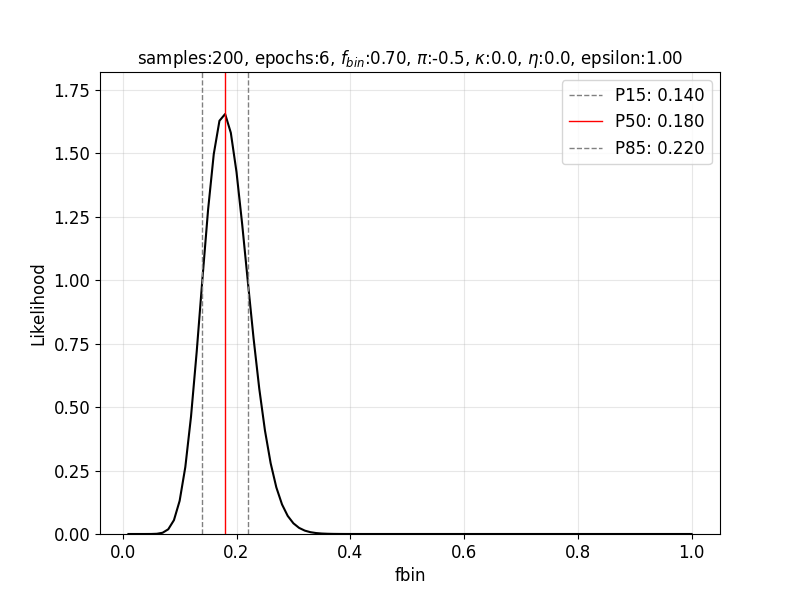 samples:200, epochs:6, f_bin:0.70, π:-0.5, κ:0.0, η:0.0, epsilon:1.00
P15: 0.140
P50: 0.180
P85: 0.220
1.75
1.50
1.25
1.00
0.75
0.50
0.25
0.00
Likelihood
0.0 0.2 0.4 0.6 0.8 1.0
fbin